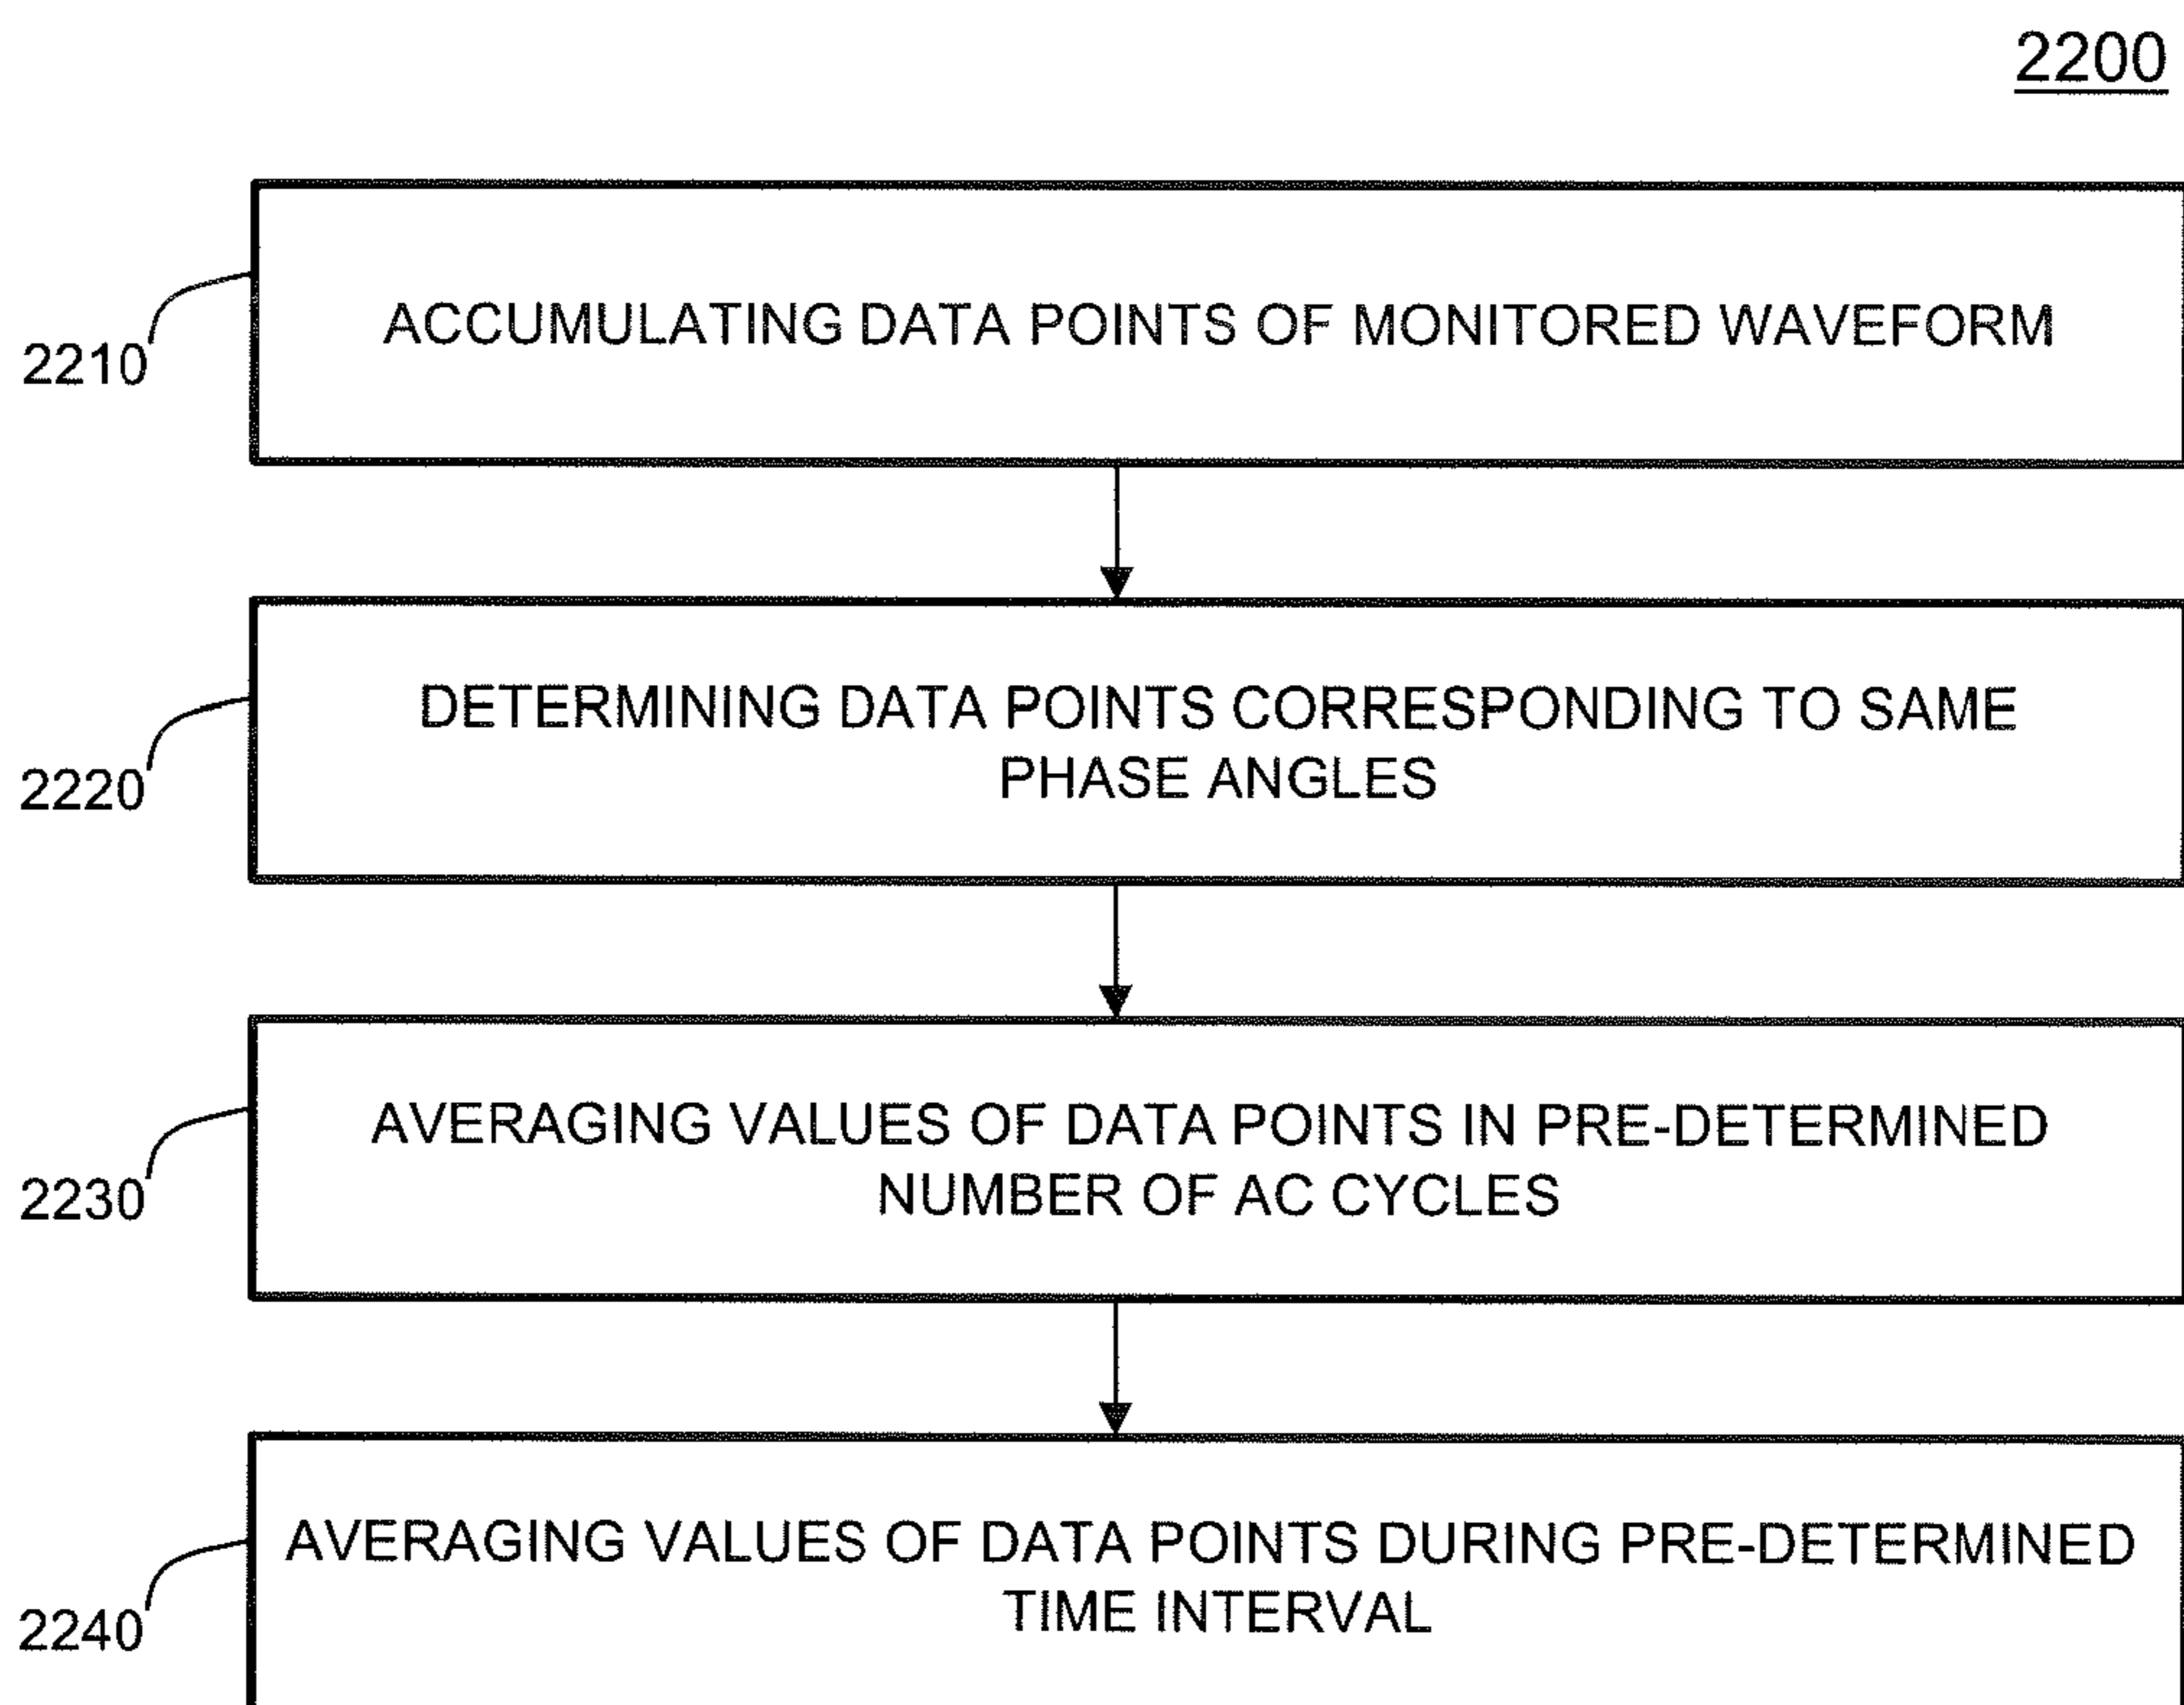 2200
ACCUMULATING DATA POINTS OF MONITORED WAVEFORM
2210
DETERMINING DATA POINTS CORRESPONDING TO SAME
PHASE ANGLES
2220
AVERAGING VALUES OF DATA POINTS IN PRE-DETERMINED
NUMBER OF AC CYCLES
2230
AVERAGING VALUES OF DATA POINTS DURING PRE-DETERMINED
TIME INTERVAL
2240